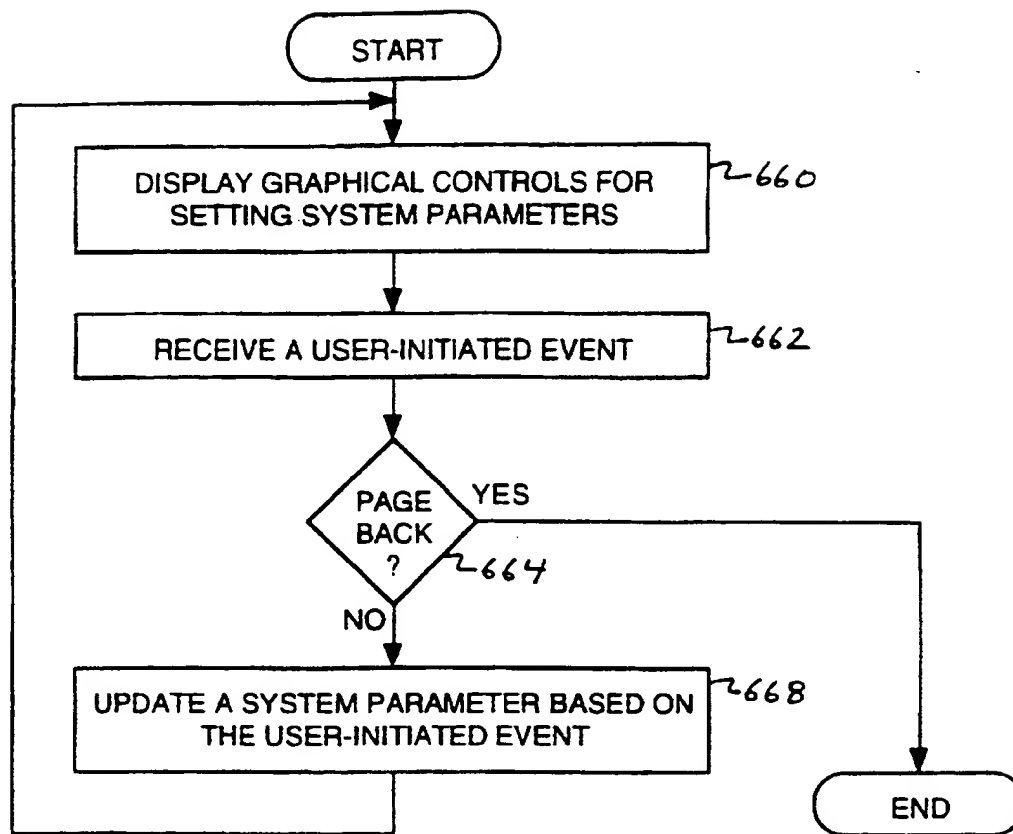 START
DISPLAY GRAPHICAL CONTROLS FOR
SETTING SYSTEM PARAMETERS
660
RECEIVE A USER-INITIATED EVENT
662
PAGE
BACK
?
YES
664
NO
UPDATE A SYSTEM PARAMETER BASED ON
THE USER-INITIATED EVENT
668
END